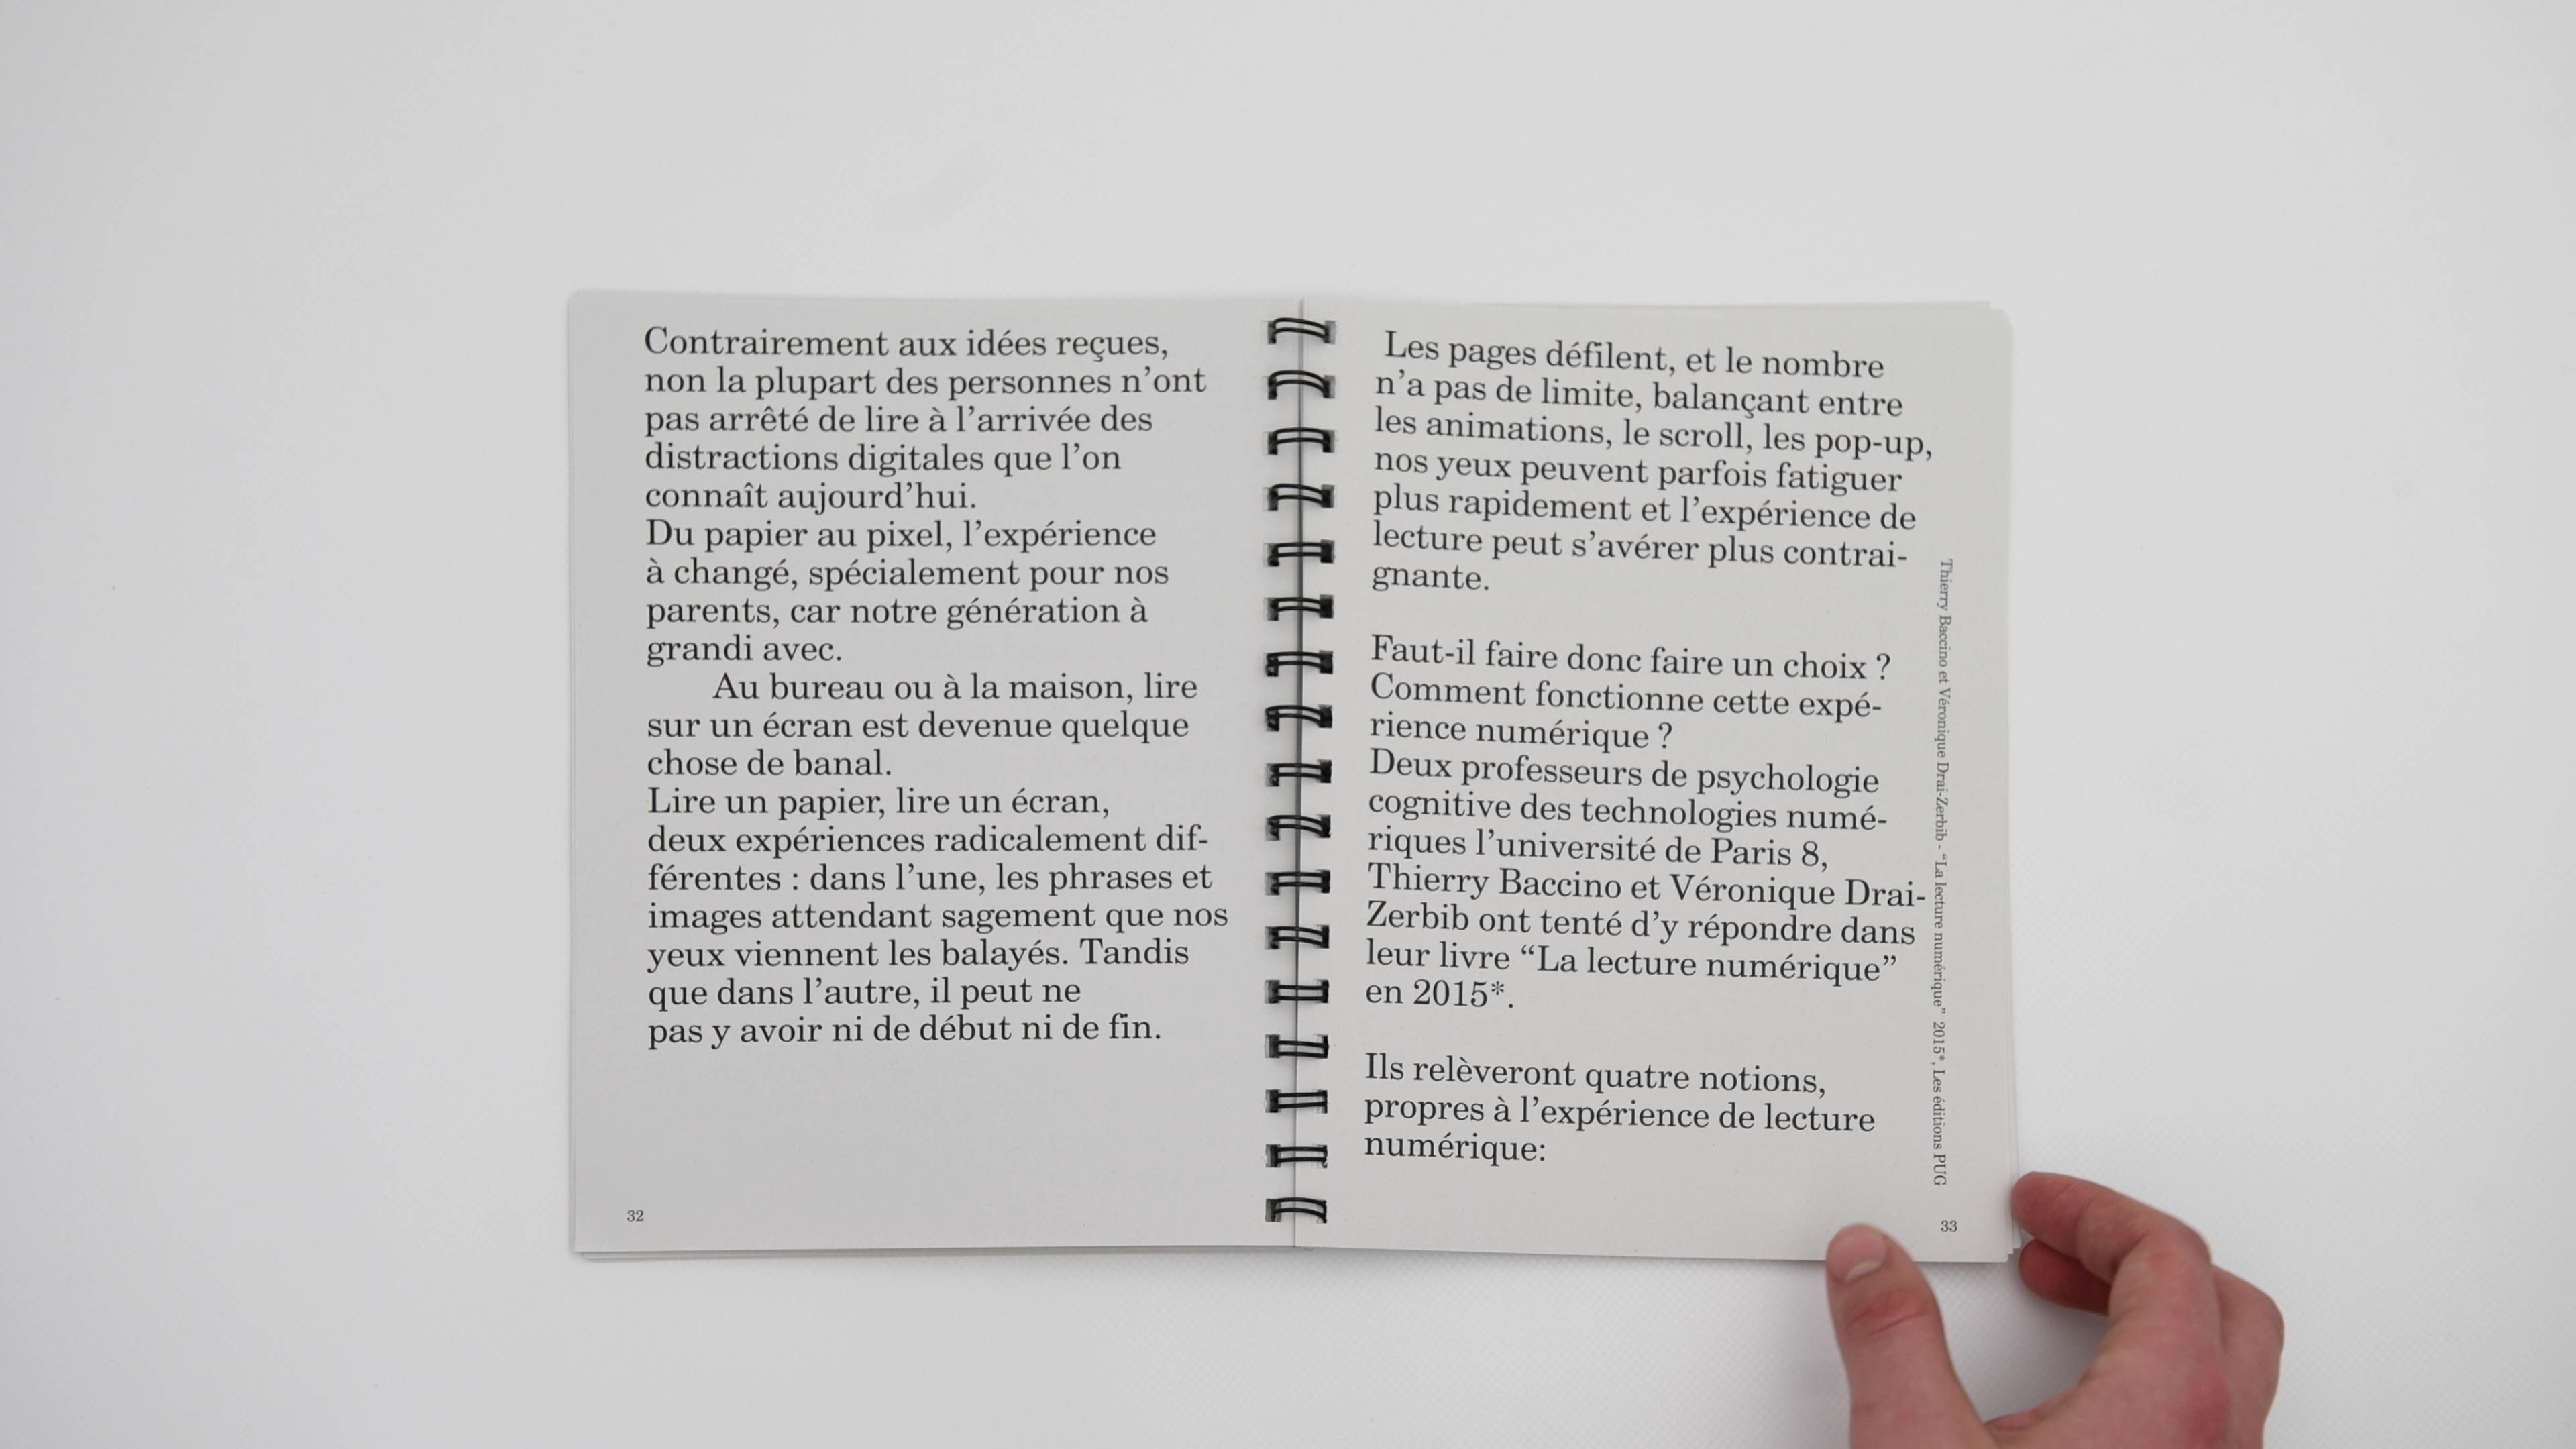 Contrairement aux idées reçues,
non la plupart des personnes n’ont
pas arrêté de lire à l’arrivée des
distractions digitales que l’on
connaît aujourd’hui.
Du papier au pixel, l’expérience
à changé, spécialement pour nos
parents, car notre génération à
grandi avec.
Au bureau ou à la maison, lire
sur un écran est devenue quelque
chose de banal.
Lire un papier, lire un écran,
deux expériences radicalement dif-
férentes : dans l’une, les phrases et
images attendant sagement que nos
yeux viennent les balayés. Tandis
que dans l’autre, il peut ne
pas y avoir ni de début ni de fin.
32
Les pages défilent, et le nombre
n’a pas de limite, balançant entre
les animations, le scroll, les pop-up,
nos yeux peuvent parfois fatiguer
plus rapidement et l’expérience de
lecture peut s’avérer plus contrai-
gnante.
Faut-il faire donc faire un choix ?
Comment fonctionne cette expé-
rience numérique ?
Deux professeurs de psychologie
cognitive des technologies numé-
riques l’université de Paris 8,
Thierry Baccino et Véronique Drai-
Zerbib ont tenté d’y répondre dans
leur livre “La lecture numérique”
en 2015*.
Ils relèveront quatre notions,
propres à l’expérience de lecture
numérique:
Thierry Baccino et Véronique Drai-Zerbib - “La lecture numérique” 2015*, Les éditions PUG
33